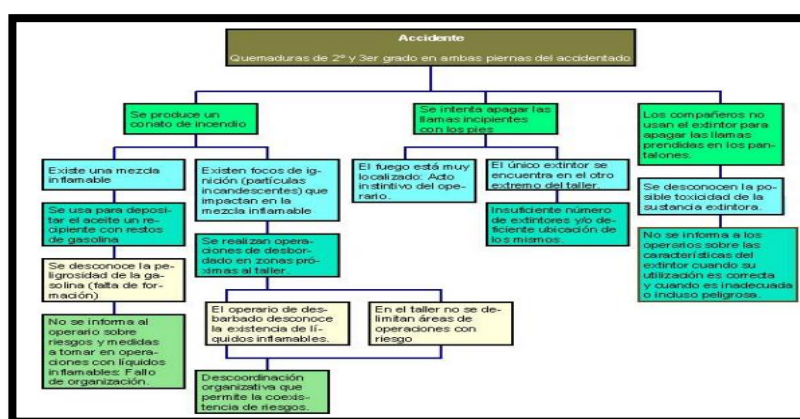 Accidente
Quemaduras de 2º y 3er grado en ambas piernas del accidentado
Se produce un
conato de incendio
Se intenta apagar las
llamas incipientes
con los pies
Los compañeros no
usan el extintor para
apagar las llamas
prendidas en los pan-
talones.
Existe una mezcla
inflamable
Existen focos de ig-
nición (partículas
incandescentes) que
impactan en la
mezcla inflamable
El fuego está muy
localizado: Acto
instintivo del ope-
rario.
El único extintor se
encuentra en el otro
extremo del taller.
Se desconocen la po-
sible toxicidad de la
sustancia extintora.
Se usa para deposi-
tar el aceite un re-
cipiente con restos
de gasolina
Se realizan opera-
ciones de desbordado
en zonas pró-
ximas al taller.
Insuficiente número
de extintores y/o de-
ficiente ubicación
de los mismos.
No se informa a los
operarios sobre las
características del
extintor cuando su
utilización es correcta
y cuando es inadecuada
o incluso peligrosa.
Se desconoce la pe-
ligrosidad de la ga-
solina (falta de for-
mación)
El operario de des-
barbado desconoce
la existencia de lí-
quidos inflamables.
En el taller no se de-
limitan áreas de
operaciones con
riesgo
No se informa al
operario sobre
riesgos y medidas
a tomar en opera-
ciones con líquidos
inflamables: Fallo
de organización.
Descoordinación
organizativa que
permite la coexis-
tencia de riesgos.